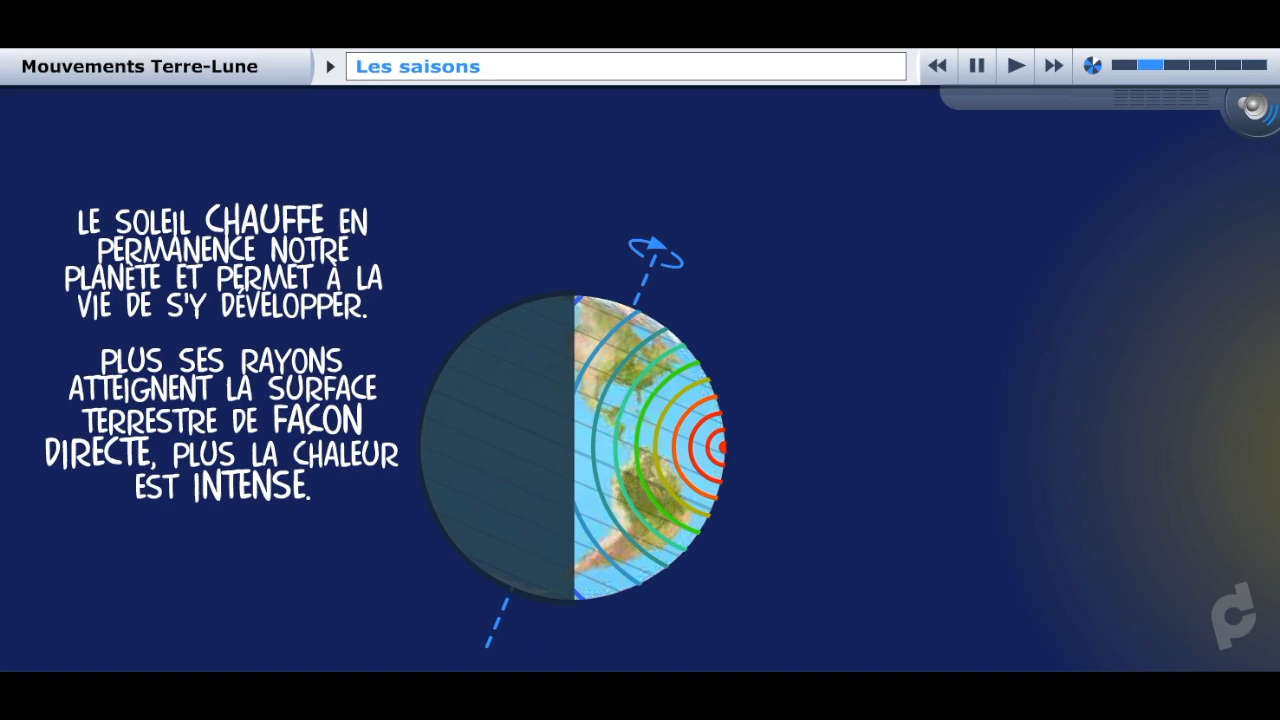 Mouvements Terre-Lune
Les saisons
LE SOLEIL CHAUFFE EN
PERMANENCE NOTRE
PLANÈTE ET PERMET À LA
VIE DE S'Y DÉVELOPPER.
PLUS SES RAYONS
ATTEIGNENT LA SURFACE
TERRESTRE DE FAÇON
DIRECTE, PLUS LA CHALEUR
EST INTENSE.